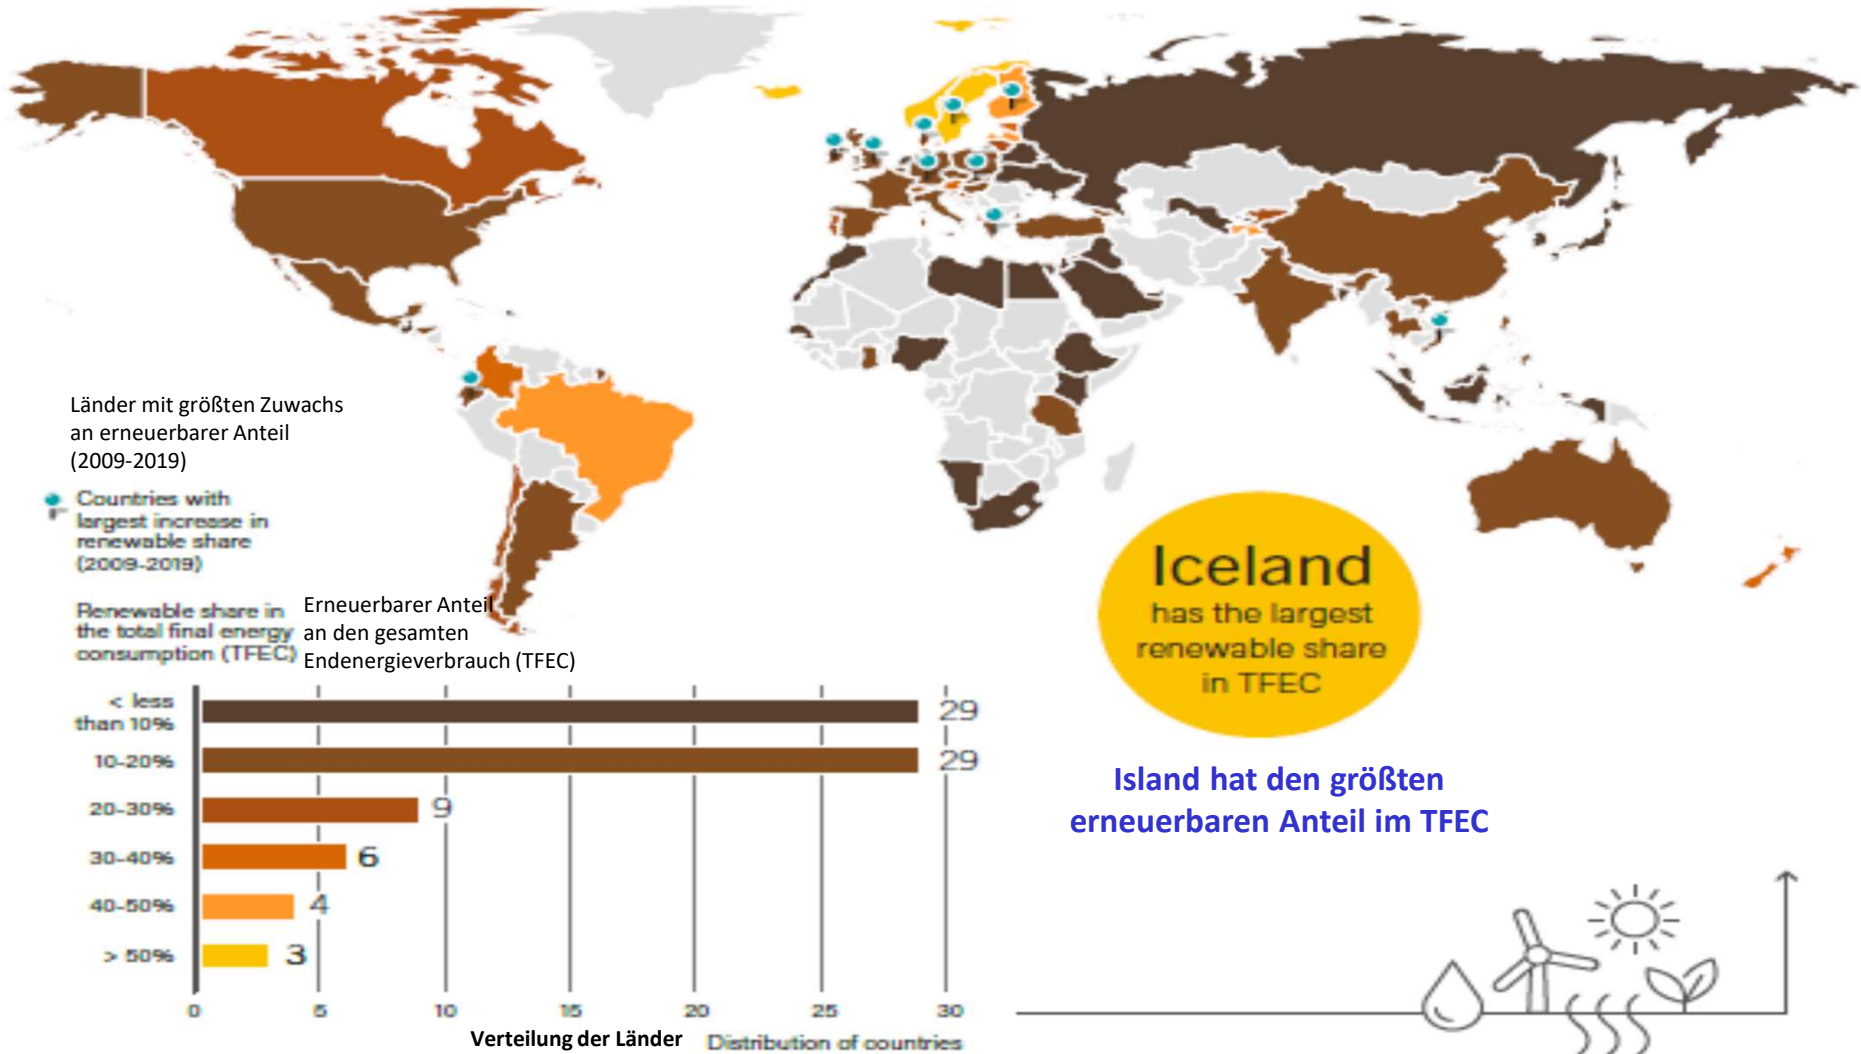 Länder mit größten Zuwachs
an erneuerbarer Anteil
(2009-2019)
Countries with
largest increase in
renewable share
(2009-2019)
Renewable share in
the total final energy
consumption (TFEC)
Erneuerbarer Anteil
an den gesamten
Endenergieverbrauch (TFEC)
Iceland
has the largest
renewable share
in TFEC
Island hat den größten
erneuerbaren Anteil im TFEC
< less
than 10%
29
10-20%
29
20-30%
9
30-40%
6
40-50%
4
> 50%
3
0 5 10 15 20 25 30
Verteilung der Länder Distribution of countries